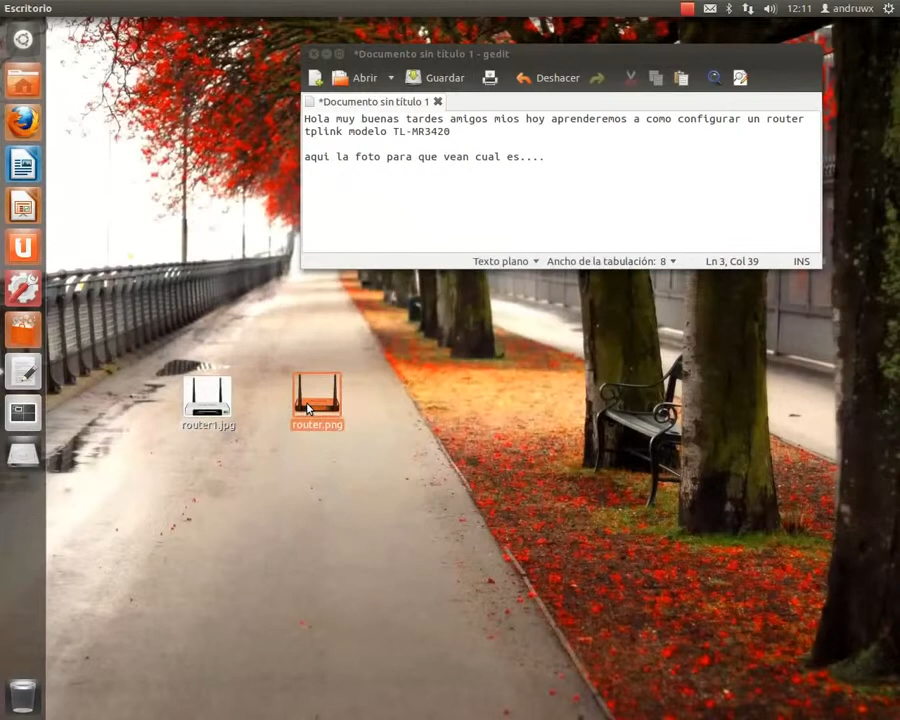 Escritorio
12:11
andruwx
*Documento sin título 1 - gedit
Abrir
Guardar
Deshacer
*Documento sin título 1
Hola muy buenas tardes amigos mios hoy aprenderemos a como configurar un router
tplink modelo TL-MR3420
aqui la foto para que vean cual es....
Texto plano
Ancho de la tabulación: 8
Ln 3, Col 39
INS
router1.jpg
router.png